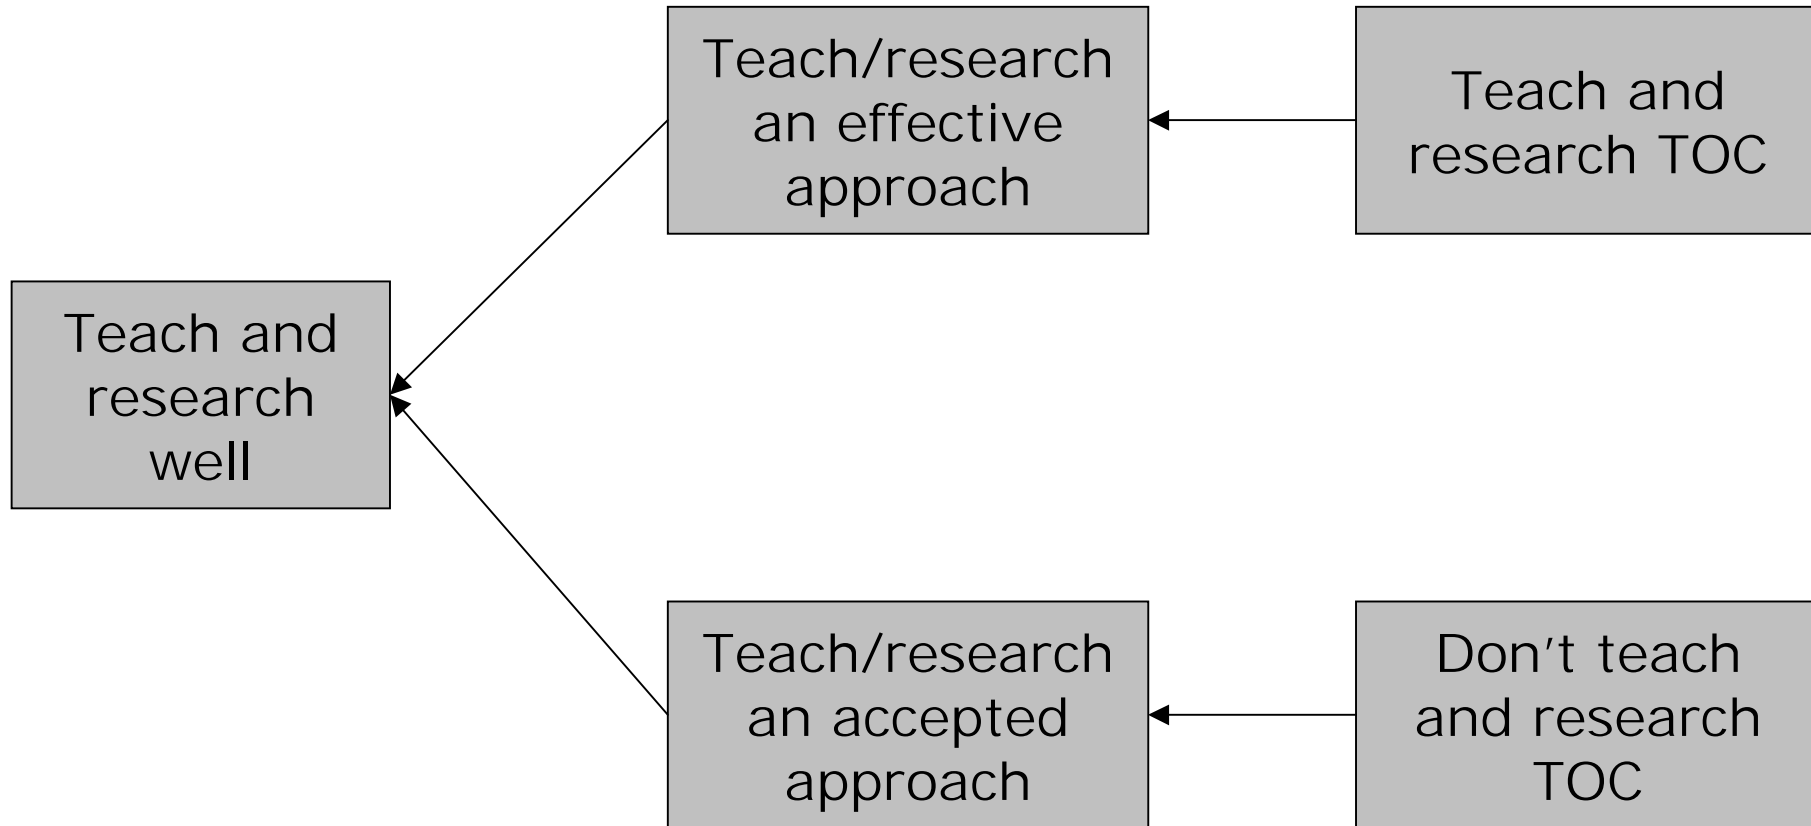 Teach/research
an effective
approach
Teach and
research TOC
Teach and
research
well
Teach/research
an accepted
approach
Don't teach
and research
TOC